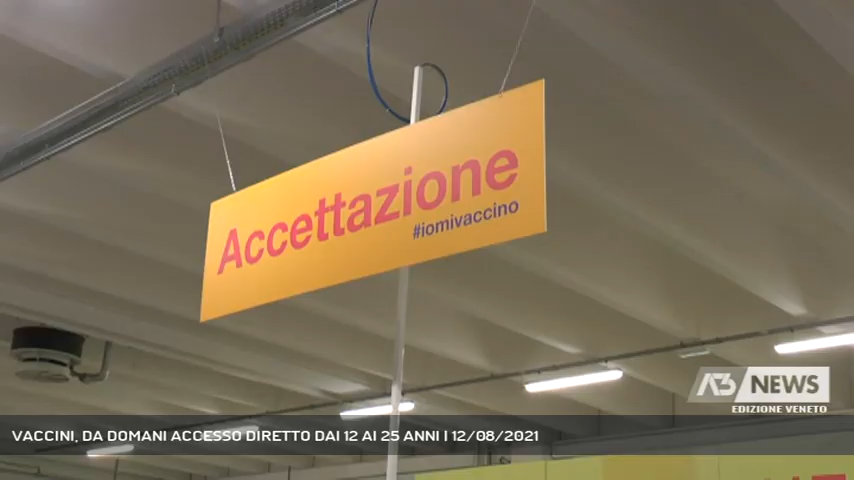 Accettazione
#iomivaccino
A3 NEWS
EDIZIONE VENETO
VACCINI, DA DOMANI ACCESSO DIRETTO DAI 12 AI 25 ANNI | 12/08/2021